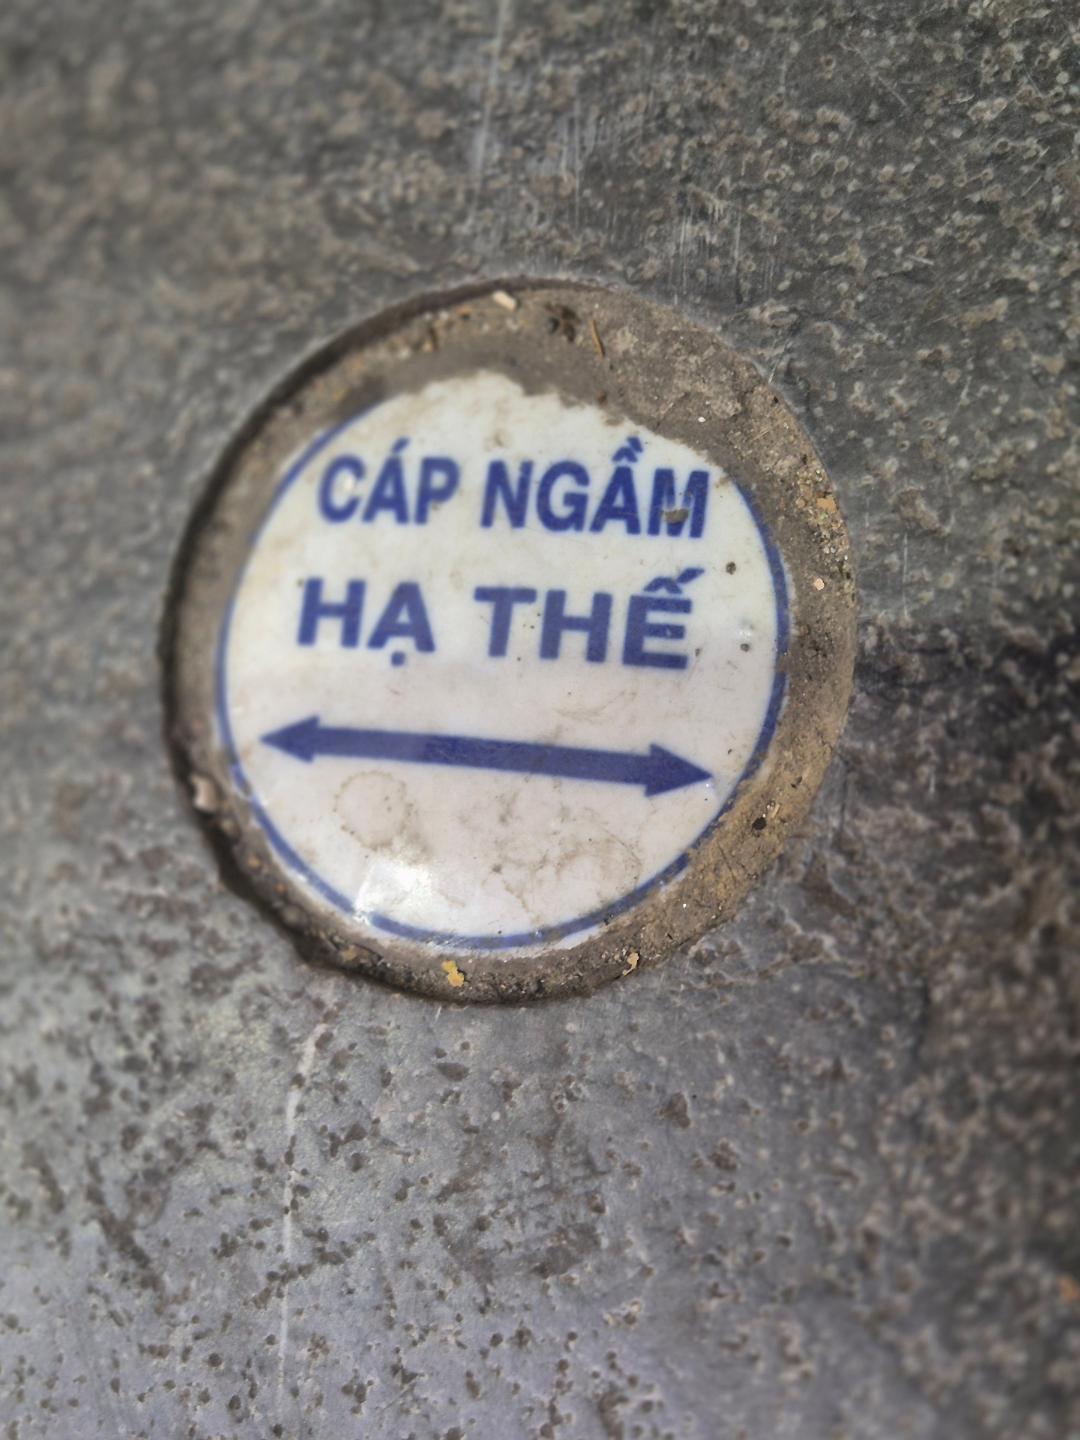 CÁP NGẦM
HẠ THẾ